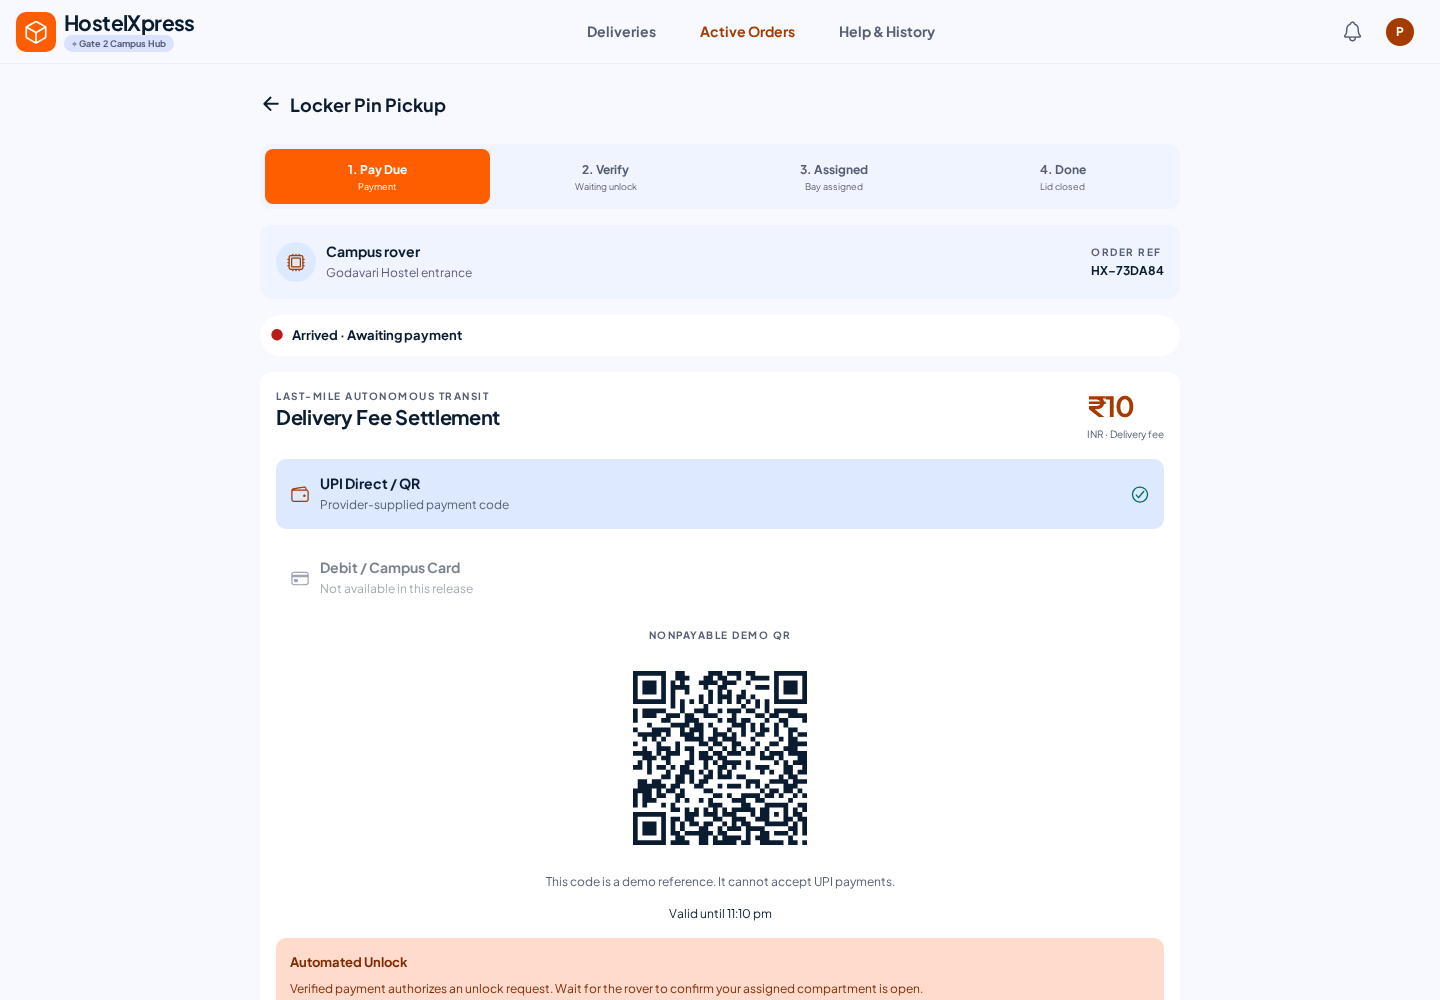 HostelXpress
⌖ Gate 2 Campus Hub
Deliveries
Active Orders
Help & History
P
Locker Pin Pickup
1. Pay Due
Payment
2. Verify
Waiting unlock
3. Assigned
Bay assigned
4. Done
Lid closed
Campus rover
Godavari Hostel entrance
ORDER REF
HX-73DA84
Arrived · Awaiting payment
LAST-MILE AUTONOMOUS TRANSIT
Delivery Fee Settlement
₹10
INR · Delivery fee
UPI Direct / QR
Provider-supplied payment code
Debit / Campus Card
Not available in this release
NONPAYABLE DEMO QR
This code is a demo reference. It cannot accept UPI payments.
Valid until 11:10 pm
Automated Unlock
Verified payment authorizes an unlock request. Wait for the rover to confirm your assigned compartment is open.